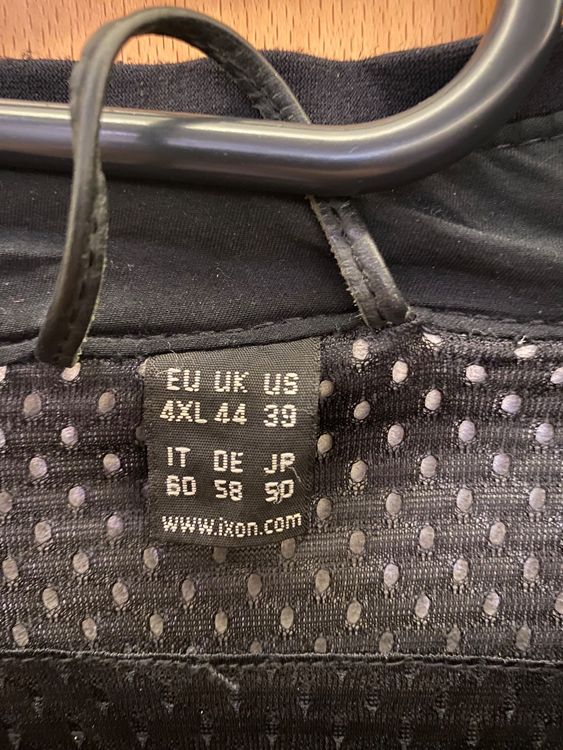 EU UK US
4XL 44 39
IT DE JP
60 58 50
www.ixon.com